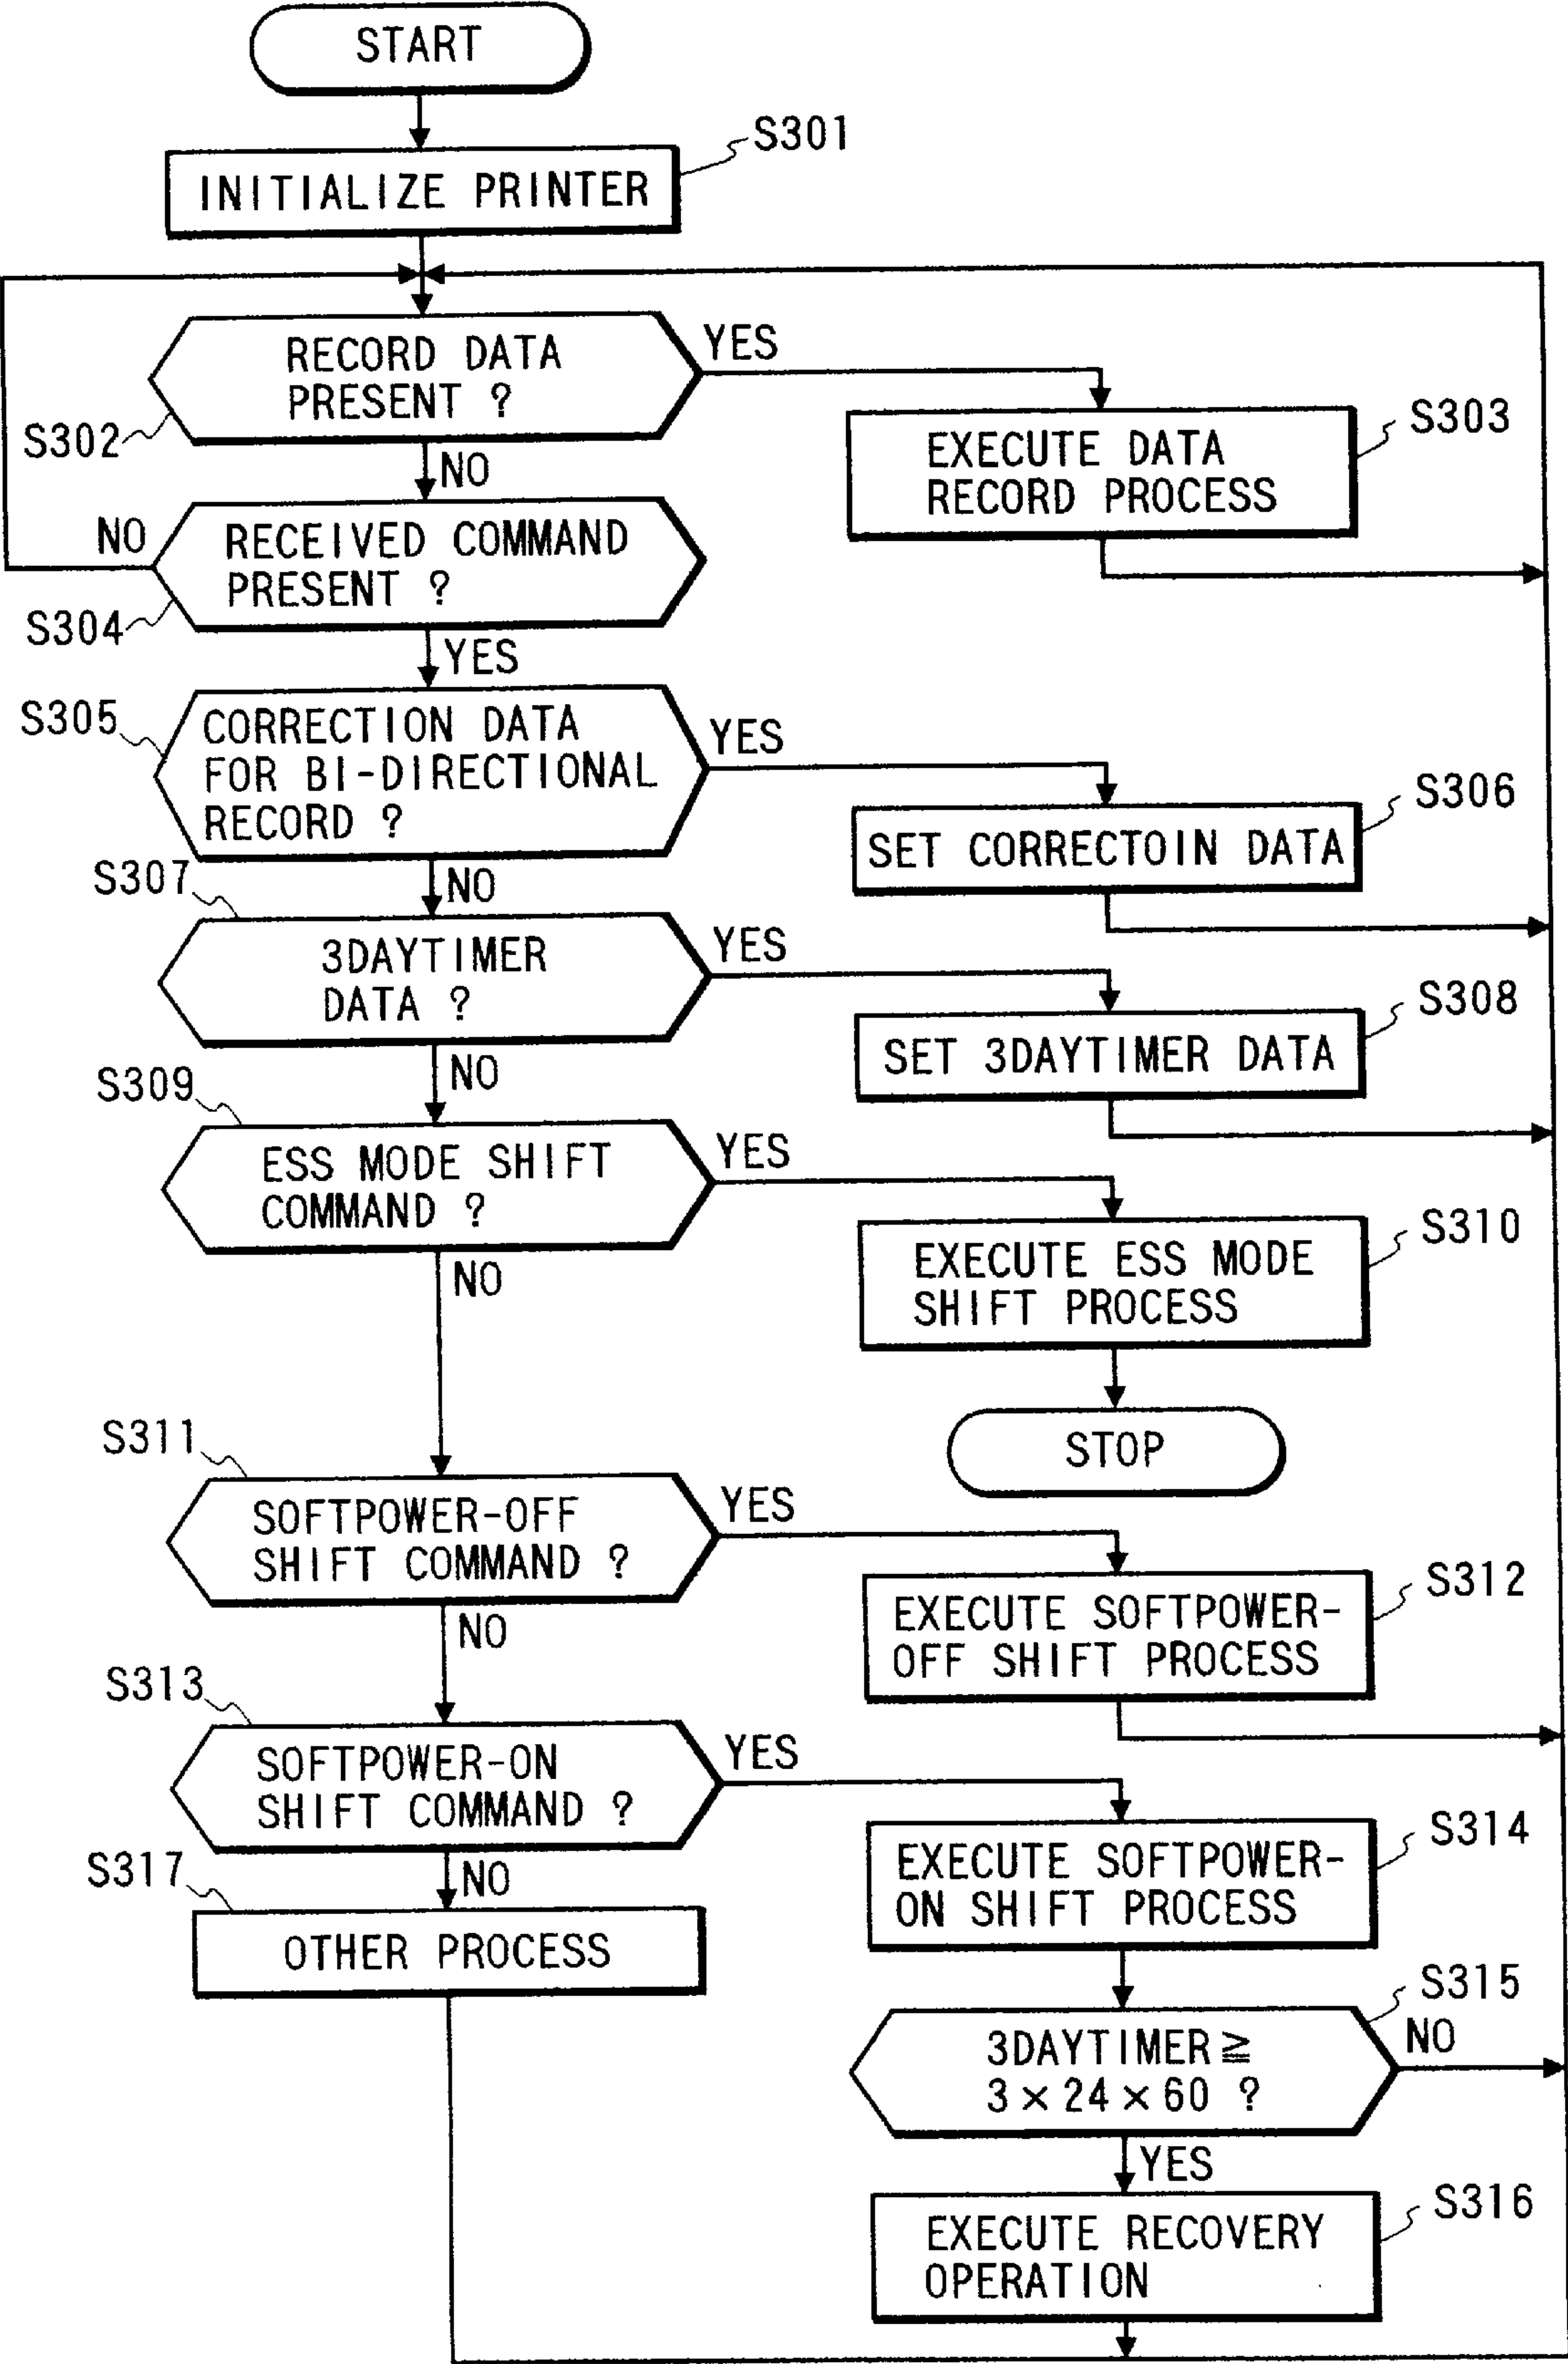 START
S301
INITIALIZE PRINTER
RECORD DATA
PRESENT ?
YES
S302
NO
S303
EXECUTE DATA
RECORD PROCESS
NO
RECEIVED COMMAND
PRESENT ?
S304
YES
S305
CORRECTION DATA
FOR BI-DIRECTIONAL
RECORD ?
YES
S306
SET CORRECTOIN DATA
NO
S307
3DAYTIMER
DATA ?
YES
S308
SET 3DAYTIMER DATA
NO
S309
ESS MODE SHIFT
COMMAND ?
YES
S310
EXECUTE ESS MODE
SHIFT PROCESS
NO
STOP
S311
SOFTPOWER-OFF
SHIFT COMMAND ?
YES
S312
EXECUTE SOFTPOWER-
OFF SHIFT PROCESS
NO
S313
SOFTPOWER-ON
SHIFT COMMAND ?
YES
S314
EXECUTE SOFTPOWER-
ON SHIFT PROCESS
NO
S317
OTHER PROCESS
S315
3DAYTIMER≧
3×24×60 ?
NO
YES
S316
EXECUTE RECOVERY
OPERATION